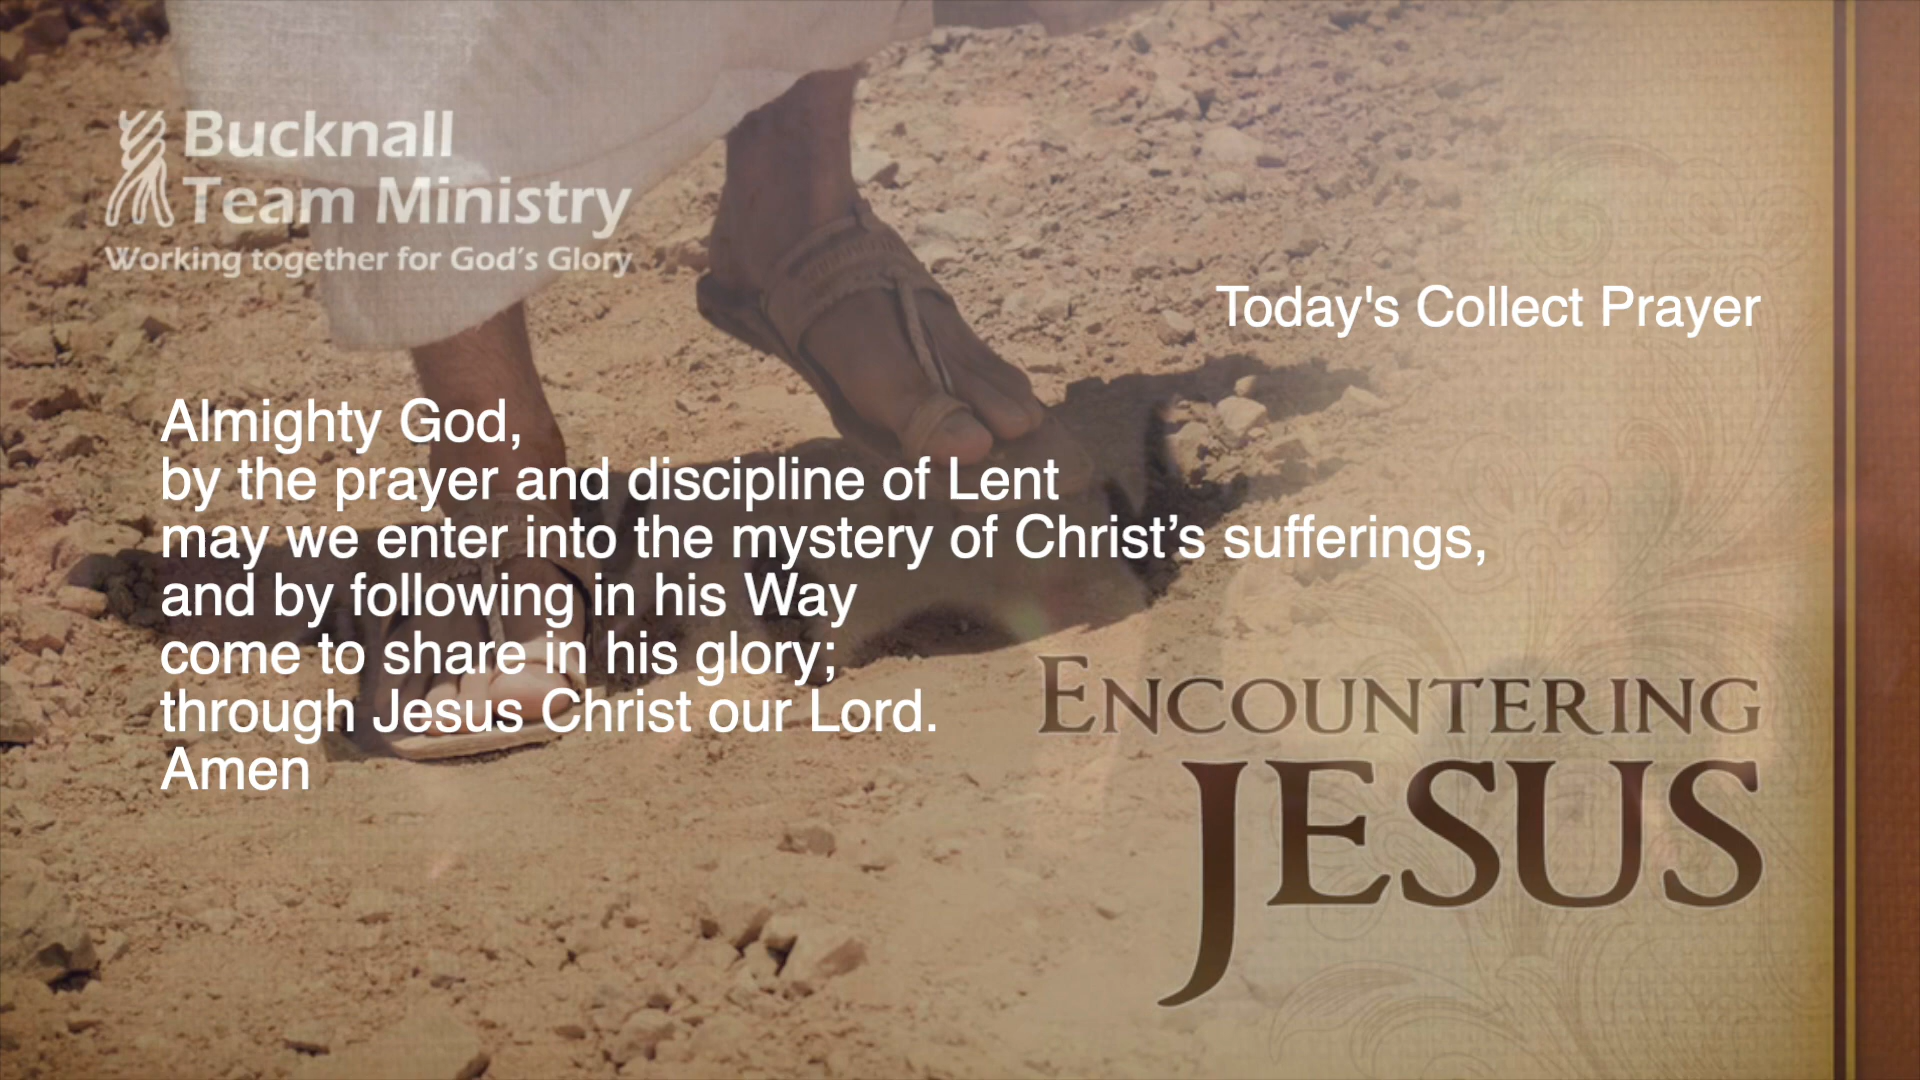 Bucknall
Team Ministry
Working together for God's Glory
Today's Collect Prayer
Almighty God,
by the prayer and discipline of Lent
may we enter into the mystery of Christ’s sufferings,
and by following in his Way
come to share in his glory;
through Jesus Christ our Lord.
Amen
ENCOUNTERING
JESUS